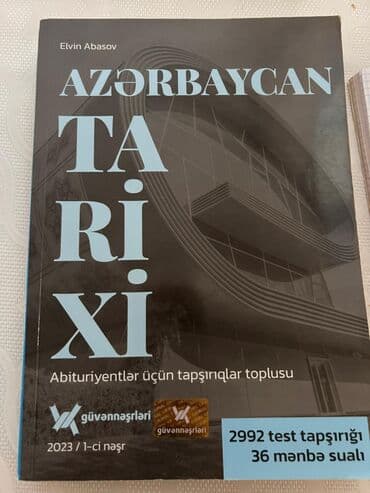 Elvin Abasov
AZƏRBAYCAN
TA
Rİ
Xİ
Abituriyentlər üçün tapşırıqlar toplusu
güvənnəşrləri
güvənnəşrləri
2023 / 1-ci nəşr
2992 test tapşırığı
36 mənbə sualı